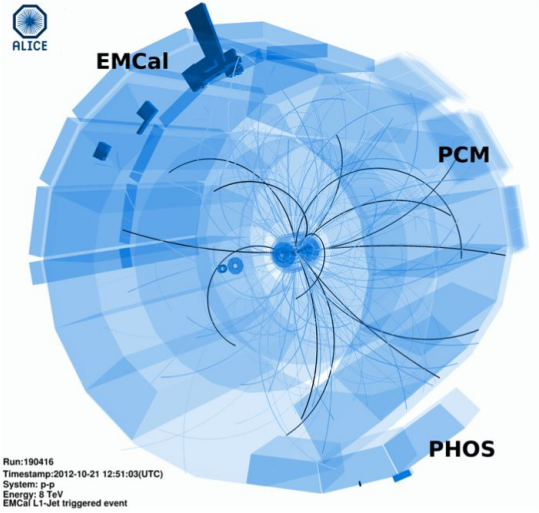 ALICE
EMCal
PCM
PHOS
Run:190416
Timestamp:2012-10-21 12:51:03(UTC)
System: p-p
Energy: 8 TeV
EMCal L1-Jet triggered event